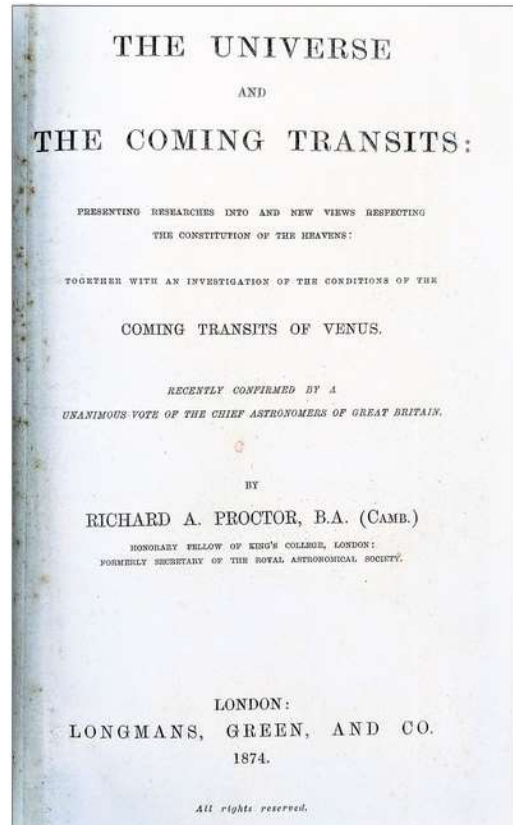 THE UNIVERSE
AND
THE COMING TRANSITS:
PRESENTING RESEARCHES INTO AND NEW VIEWS RESPECTING
THE CONSTITUTION OF THE HEAVENS:
TOGETHER WITH AN INVESTIGATION OF THE CONDITIONS OF THE
COMING TRANSITS OF VENUS.
RECENTLY CONFIRMED BY A
UNANIMOUS VOTE OF THE CHIEF ASTRONOMERS OF GREAT BRITAIN.
BY
RICHARD A. PROCTOR, B.A. (CAMB.)
HONORARY FELLOW OF KING'S COLLEGE, LONDON:
FORMERLY SECRETARY OF THE ROYAL ASTRONOMICAL SOCIETY.
LONDON:
LONGMANS, GREEN, AND CO.
1874.
All rights reserved.